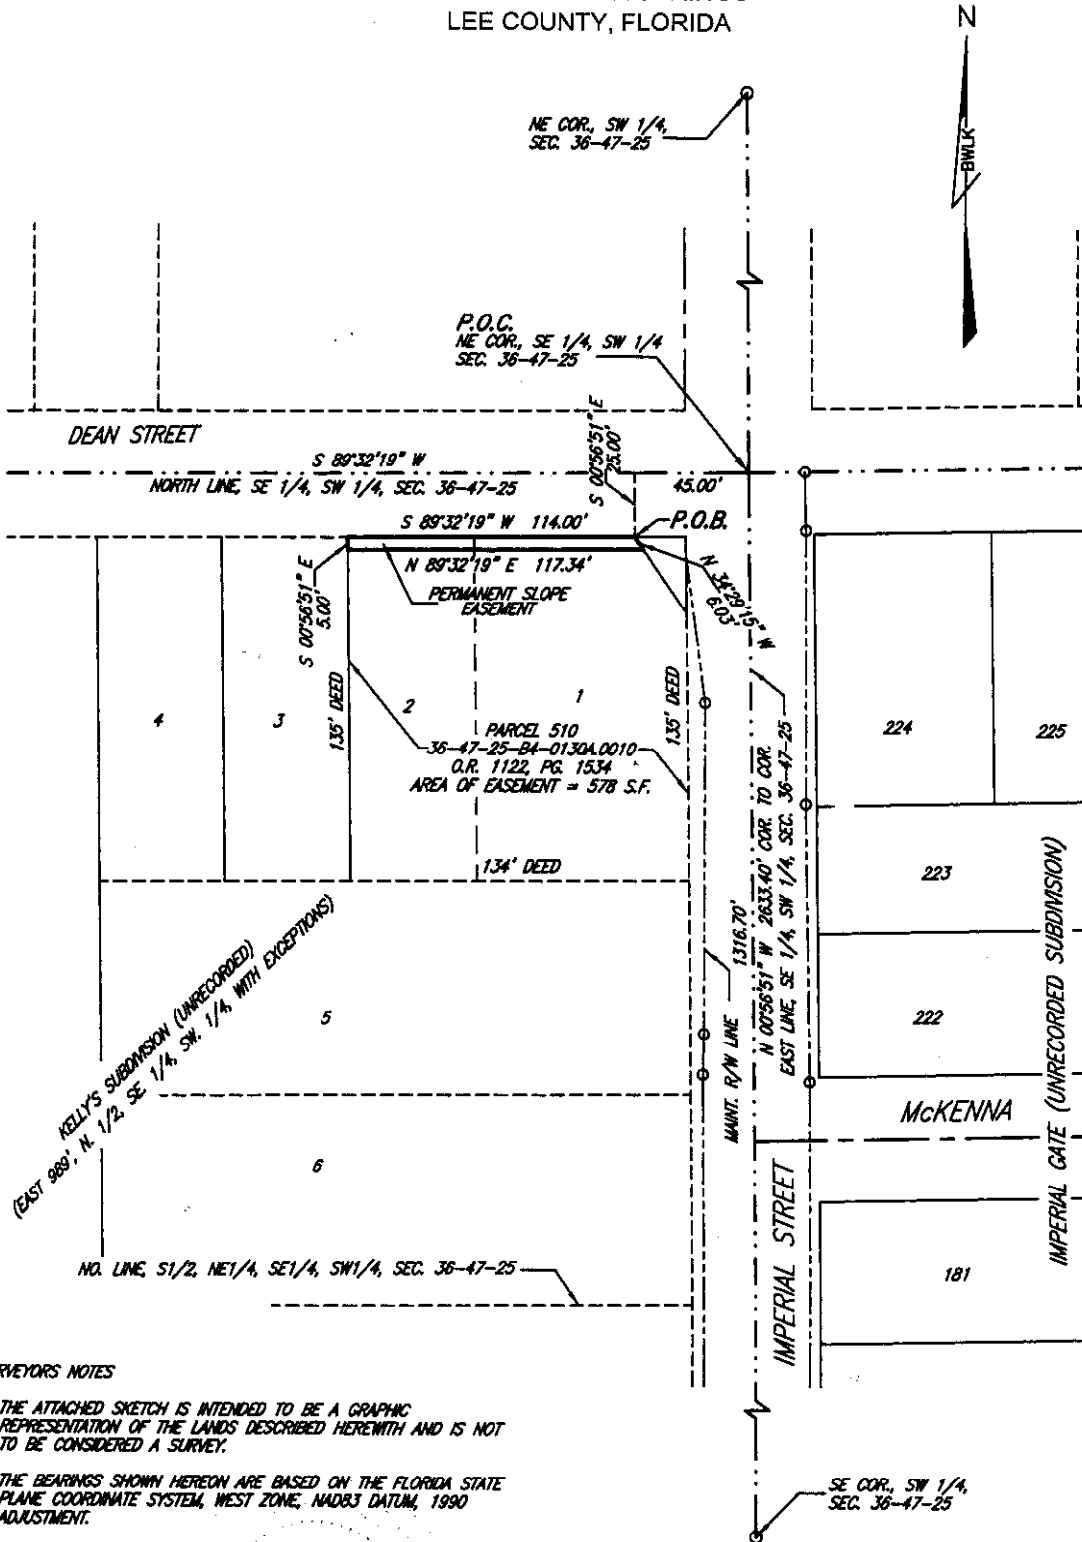 LEE COUNTY, FLORIDA
N
BWLK
NE COR., SW 1/4,
SEC. 36-47-25
P.O.C.
NE COR., SE 1/4, SW 1/4
SEC. 36-47-25
DEAN STREET
S 89°32'19" W
NORTH LINE, SE 1/4, SW 1/4, SEC. 36-47-25
S 00°56'51" E
25.00'
45.00'
S 89°32'19" W 114.00'
P.O.B.
N 89°32'19" E 117.34'
N 34°29'15" W
6.03'
S 00°56'51" E
5.00'
PERMANENT SLOPE
EASEMENT
135' DEED
135' DEED
4
3
2
1
PARCEL 510
36-47-25-B4-0130A.0010
O.R. 1122, PG. 1534
AREA OF EASEMENT = 578 S.F.
134' DEED
224
225
223
222
KELLY'S SUBDIVISION (UNRECORDED)
(EAST 989', N. 1/2, SE 1/4, SW. 1/4, WITH EXCEPTIONS)
5
6
MAINT. R/W LINE
1316.70'
N 00°56'51" W 2633.40' COR. TO COR.
EAST LINE, SE 1/4, SW 1/4, SEC. 36-47-25
McKENNA
IMPERIAL STREET
IMPERIAL GATE (UNRECORDED SUBDIVISION)
181
NO. LINE, S1/2, NE1/4, SE1/4, SW1/4, SEC. 36-47-25
RVEYORS NOTES
THE ATTACHED SKETCH IS INTENDED TO BE A GRAPHIC
REPRESENTATION OF THE LANDS DESCRIBED HEREWITH AND IS NOT
TO BE CONSIDERED A SURVEY.
THE BEARINGS SHOWN HEREON ARE BASED ON THE FLORIDA STATE
PLANE COORDINATE SYSTEM, WEST ZONE, NAD83 DATUM, 1990
ADJUSTMENT.
SE COR., SW 1/4,
SEC. 36-47-25